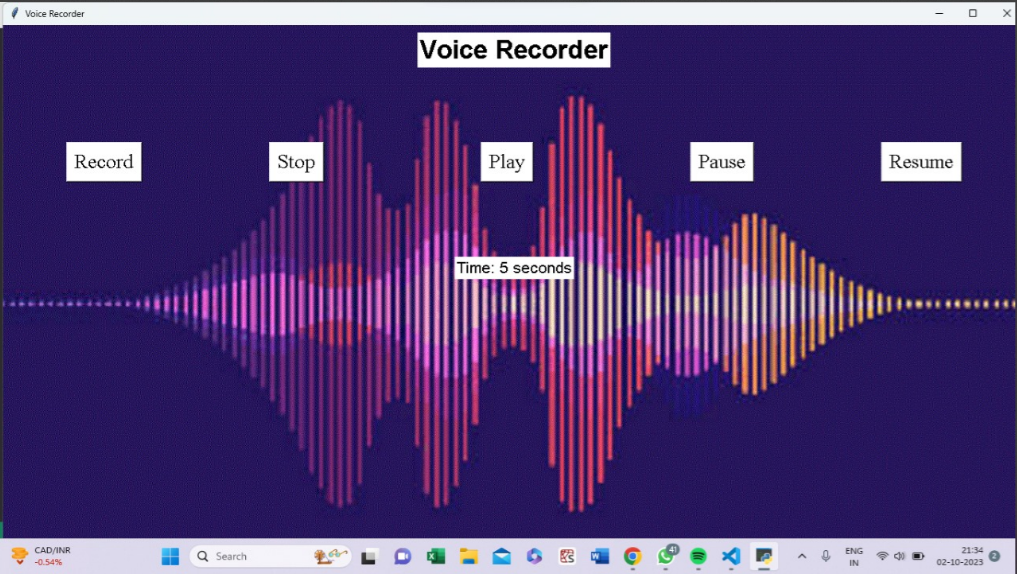 Voice Recorder
Voice Recorder
Record
Stop
Play
Pause
Resume
Time: 5 seconds
CAD/INR
-0.54%
Search
41
ENG
IN
21:34
02-10-2023
2